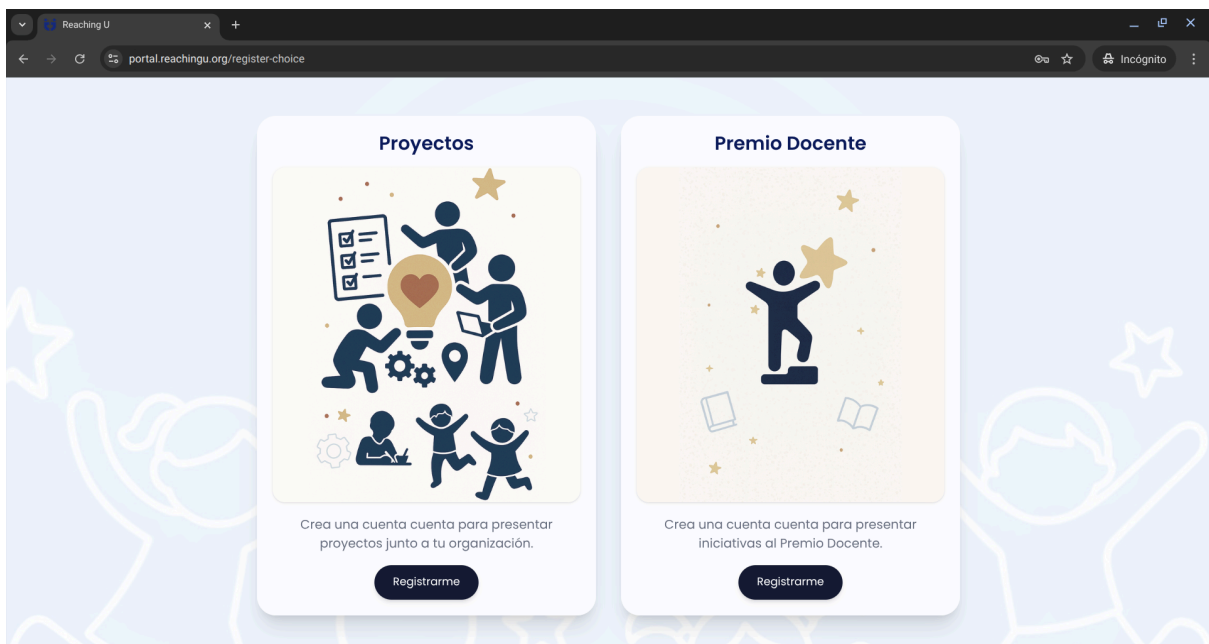 Reaching U
portal.reachingu.org/register-choice
Incógnito
Proyectos
Crea una cuenta cuenta para presentar
proyectos junto a tu organización.
Registrarme
Premio Docente
Crea una cuenta cuenta para presentar
iniciativas al Premio Docente.
Registrarme